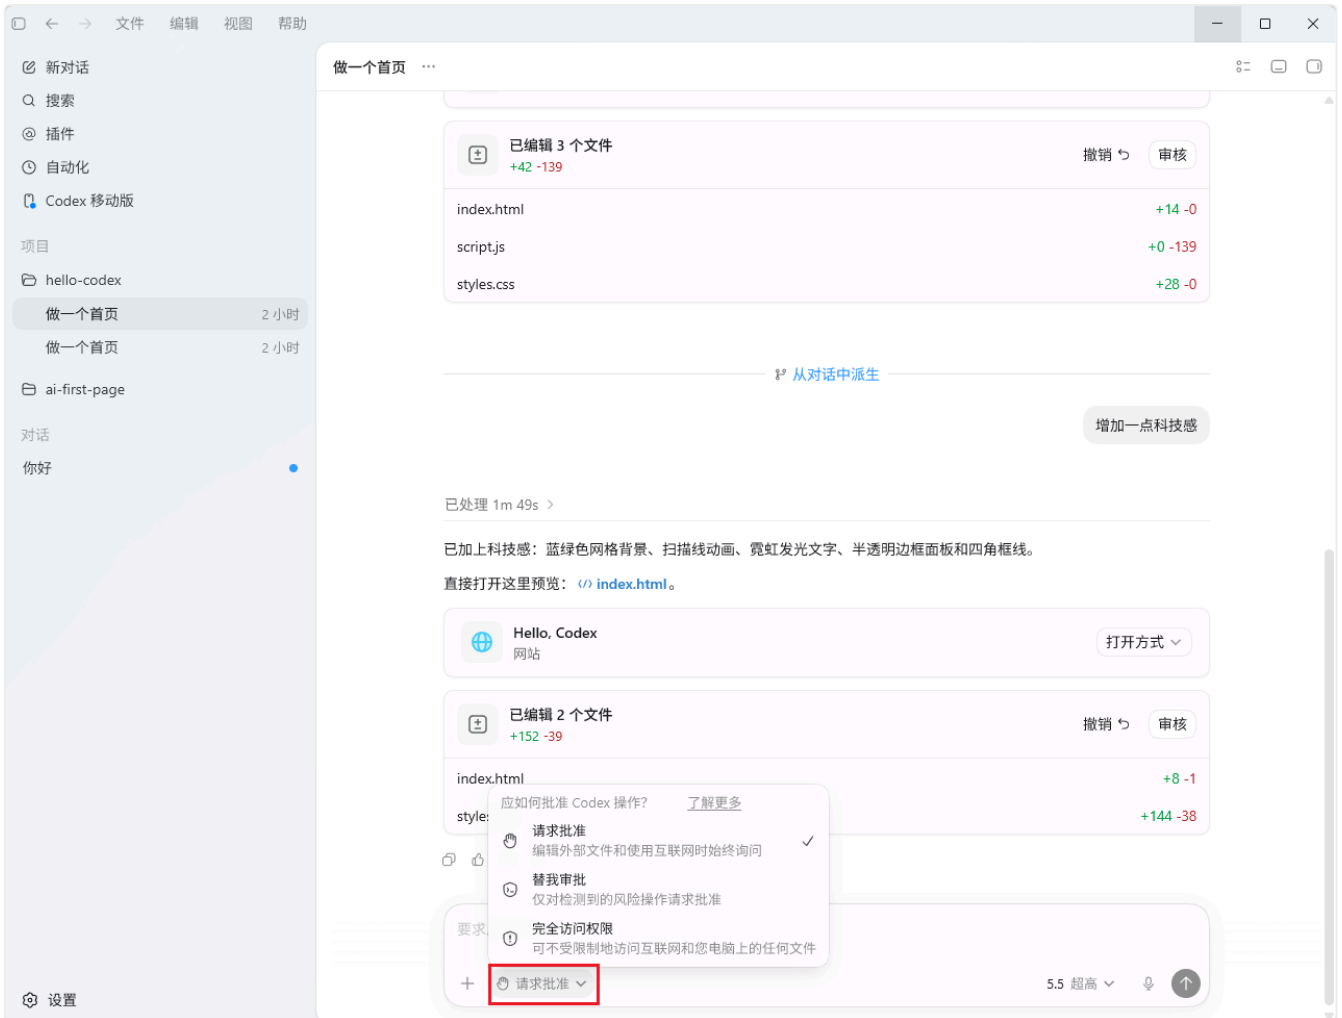 文件 编辑 视图 帮助
新对话
搜索
插件
自动化
Codex 移动版
项目
hello-codex
做一个首页 2 小时
做一个首页 2 小时
ai-first-page
对话
你好
设置
做一个首页 ···
已编辑 3 个文件
+42 -139
撤销 审核
index.html +14 -0
script.js +0 -139
styles.css +28 -0
从对话中派生
增加一点科技感
已处理 1m 49s
已加上科技感：蓝绿色网格背景、扫描线动画、霓虹发光文字、半透明边框面板和四角框线。
直接打开这里预览： index.html。
Hello, Codex
网站
打开方式
已编辑 2 个文件
+152 -39
撤销 审核
index.html +8 -1
style +144 -38
应如何批准 Codex 操作？ 了解更多
请求批准
编辑外部文件和使用互联网时始终询问
替我审批
仅对检测到的风险操作请求批准
完全访问权限
可不受限制地访问互联网和您电脑上的任何文件
要求
请求批准
5.5 超高